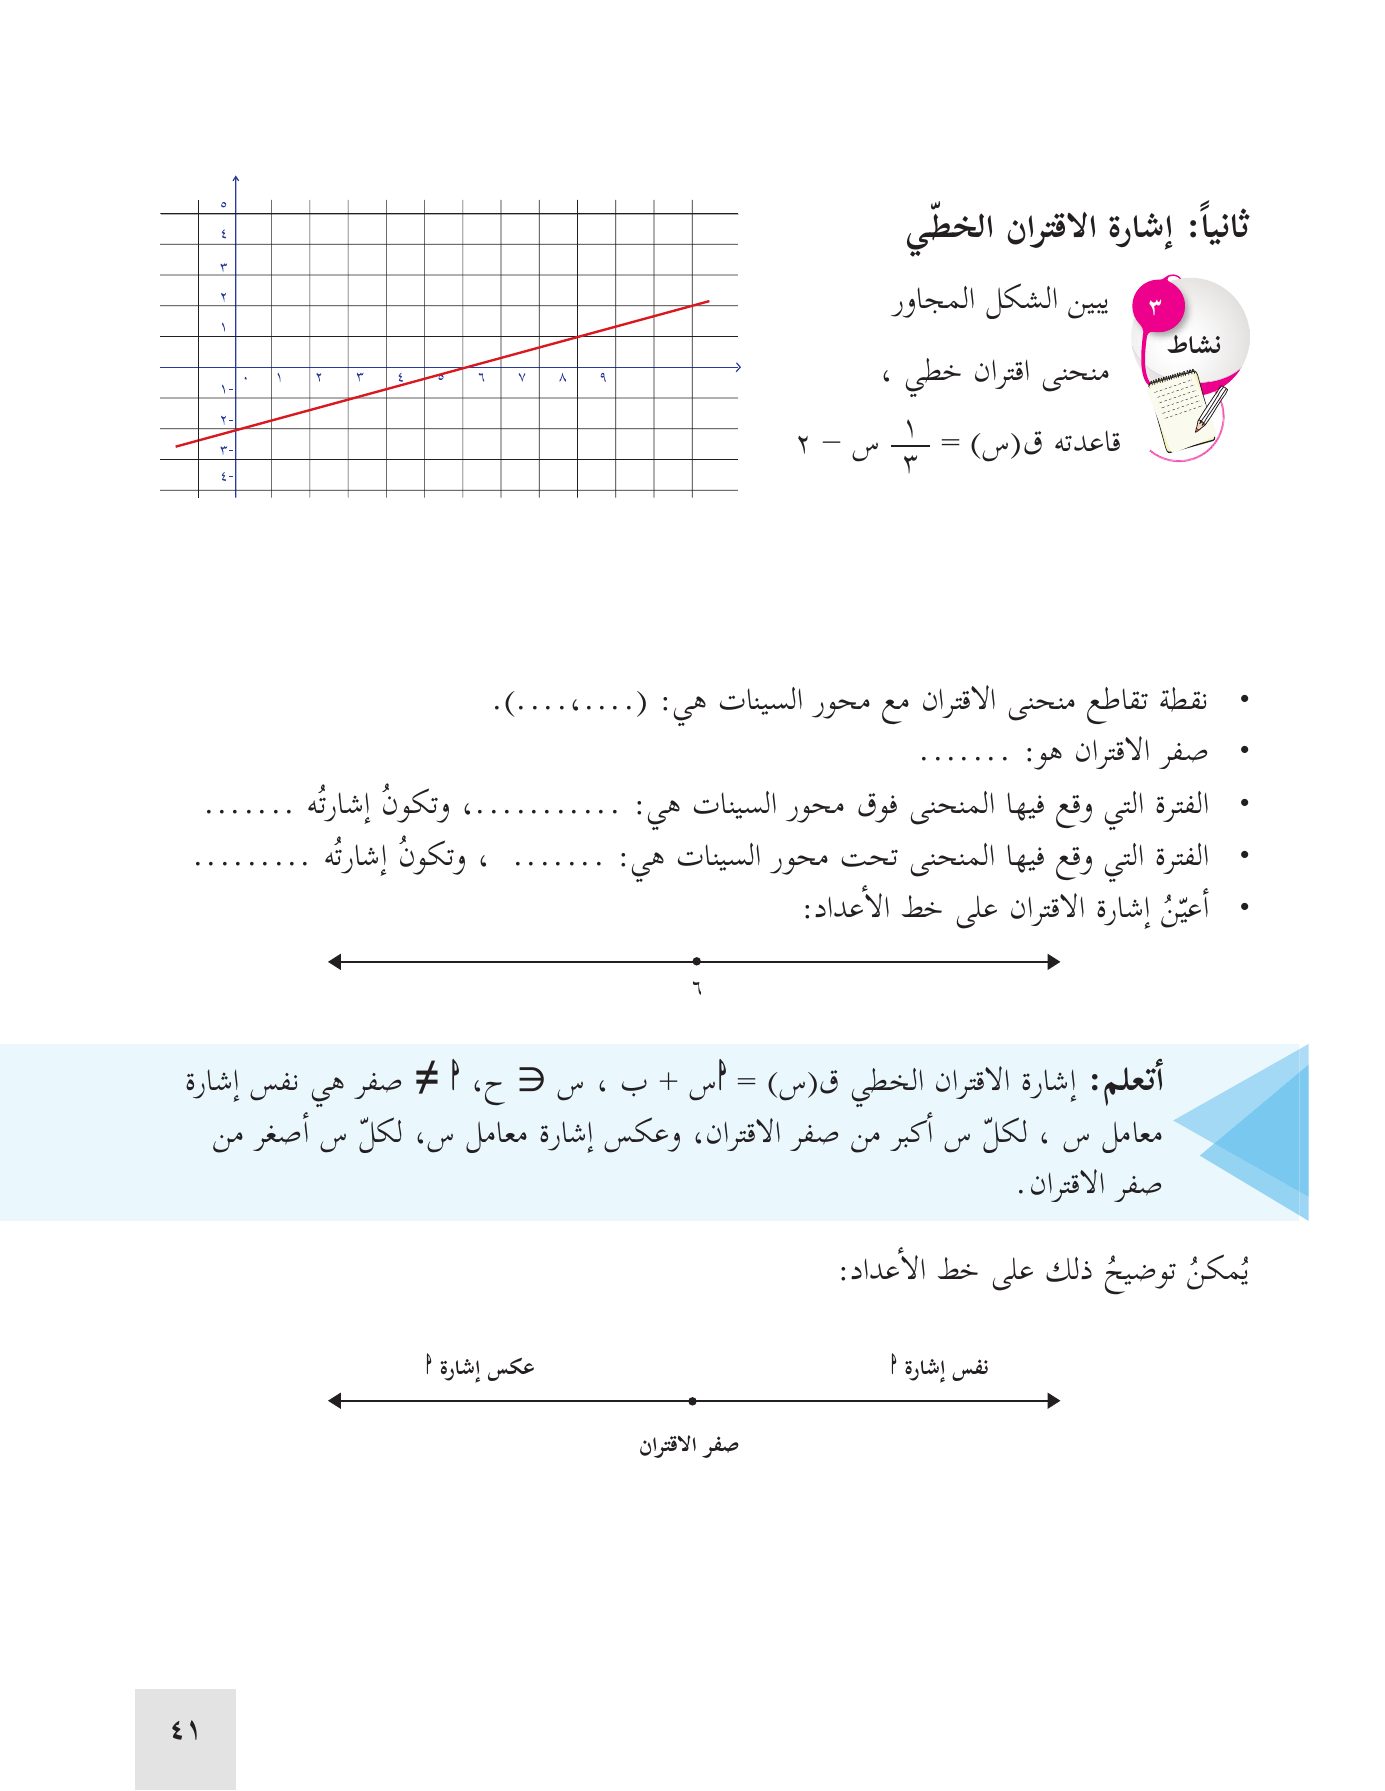 ثانياً: إشارة الاقتران الخطّي
٣
نشاط
يبين الشكل المجاور
منحنى اقتران خطي ،
قاعدته ق(س) = ١/٣ س − ٢
٥
٤
٣
٢
١
٠ ١ ٢ ٣ ٤ ٥ ٦ ٧ ٨ ٩
١-
٢-
٣-
٤-
• نقطة تقاطع منحنى الاقتران مع محور السينات هي: (....،....).
• صفر الاقتران هو: .......
• الفترة التي وقع فيها المنحنى فوق محور السينات هي: ...........، وتكونُ إشارتُه .......
• الفترة التي وقع فيها المنحنى تحت محور السينات هي: ....... ، وتكونُ إشارتُه .........
• أعيّنُ إشارة الاقتران على خط الأعداد:
٦
أتعلم: إشارة الاقتران الخطي ق(س) = أس + ب ، س ∈ ح، أ ≠ صفر هي نفس إشارة
معامل س ، لكلّ س أكبر من صفر الاقتران، وعكس إشارة معامل س، لكلّ س أصغر من
صفر الاقتران.
يُمكنُ توضيحُ ذلك على خط الأعداد:
نفس إشارة أ
عكس إشارة أ
صفر الاقتران
٤١